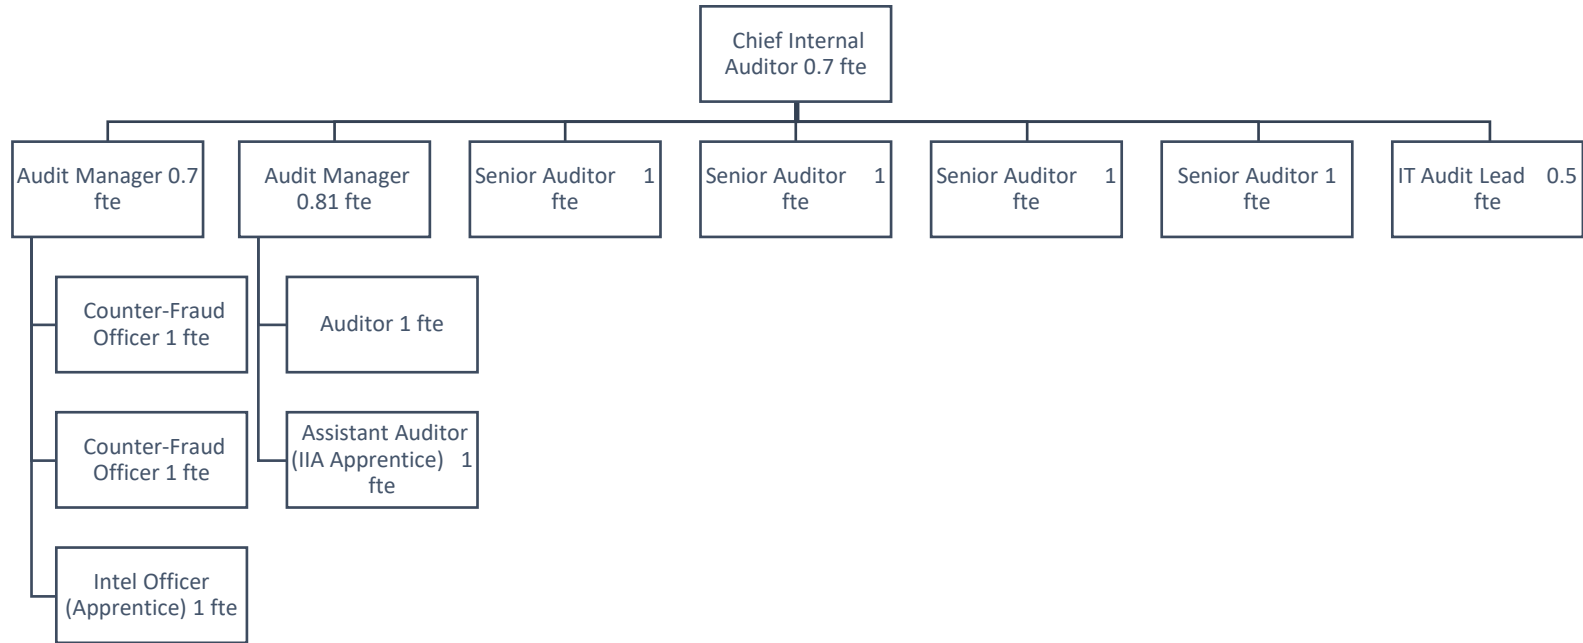 Chief Internal
Auditor 0.7 fte
Audit Manager 0.7
fte
Audit Manager
0.81 fte
Senior Auditor 1
fte
Senior Auditor 1
fte
Senior Auditor 1
fte
Senior Auditor 1
fte
IT Audit Lead 0.5
fte
Counter-Fraud
Officer 1 fte
Counter-Fraud
Officer 1 fte
Intel Officer
(Apprentice) 1 fte
Auditor 1 fte
Assistant Auditor
(IIA Apprentice) 1
fte